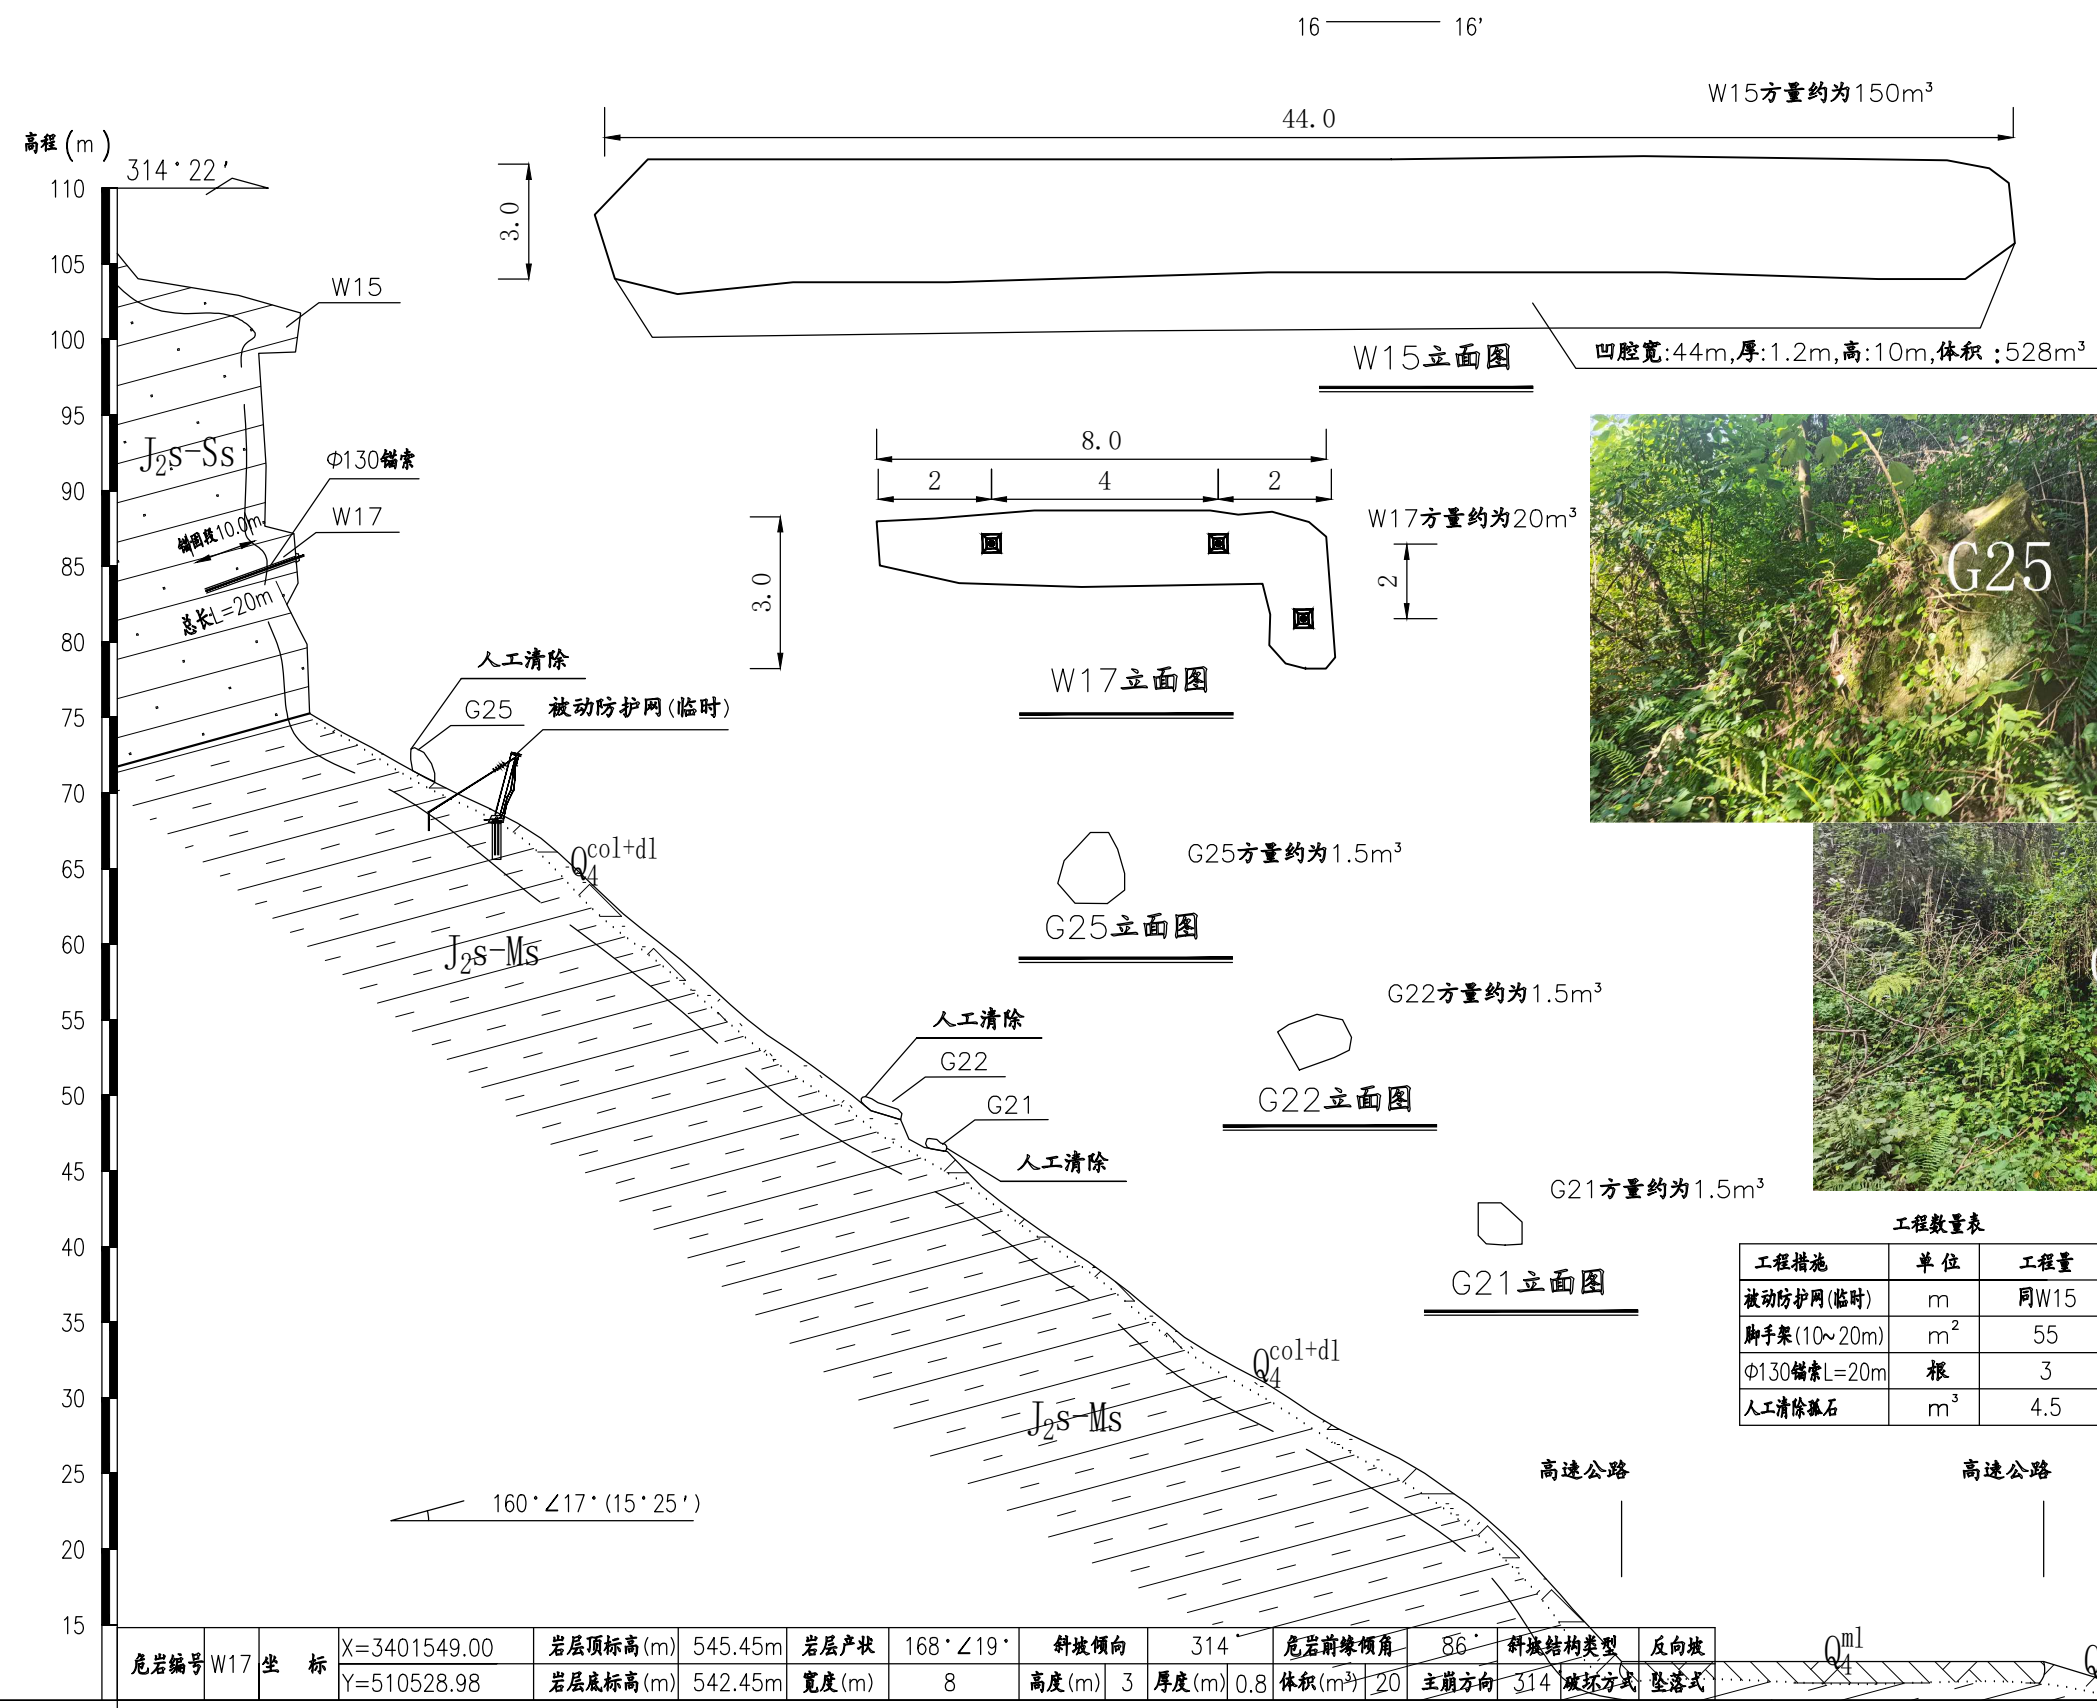 16 —— 16'
W15方量约为150m³
44.0
高程(m)
314°22′
3.0
110
105
100
95
90
85
80
75
70
65
60
55
50
45
40
35
30
25
20
15
W15
W15立面图
凹腔宽:44m,厚:1.2m,高:10m,体积:528m³
J₂s-Ss
Φ130锚索
W17
锚固段10.0m
总长L=20m
8.0
2 4 2
W17方量约为20m³
3.0
2
W17立面图
G25
人工清除
G25
被动防护网(临时)
Q₄^col+dl
G25方量约为1.5m³
G25立面图
J₂s-Ms
G22方量约为1.5m³
G22立面图
人工清除
G22
G21
人工清除
G21方量约为1.5m³
G21立面图
工程数量表
工程措施 单位 工程量
被动防护网(临时) m 同W15
脚手架(10~20m) m² 55
Φ130锚索L=20m 根 3
人工清除孤石 m³ 4.5
Q₄^col+dl
J₂s-Ms
高速公路
高速公路
160°∠17°(15°25′)
Q₄^ml
危岩编号 W17 坐标 X=3401549.00 岩层顶标高(m) 545.45m 岩层产状 168°∠19° 斜坡倾向 314° 危岩前缘倾角 86° 斜坡结构类型 反向坡
Y=510528.98 岩层底标高(m) 542.45m 宽度(m) 8 高度(m) 3 厚度(m) 0.8 体积(m³) 20 主崩方向 314 破坏方式 坠落式